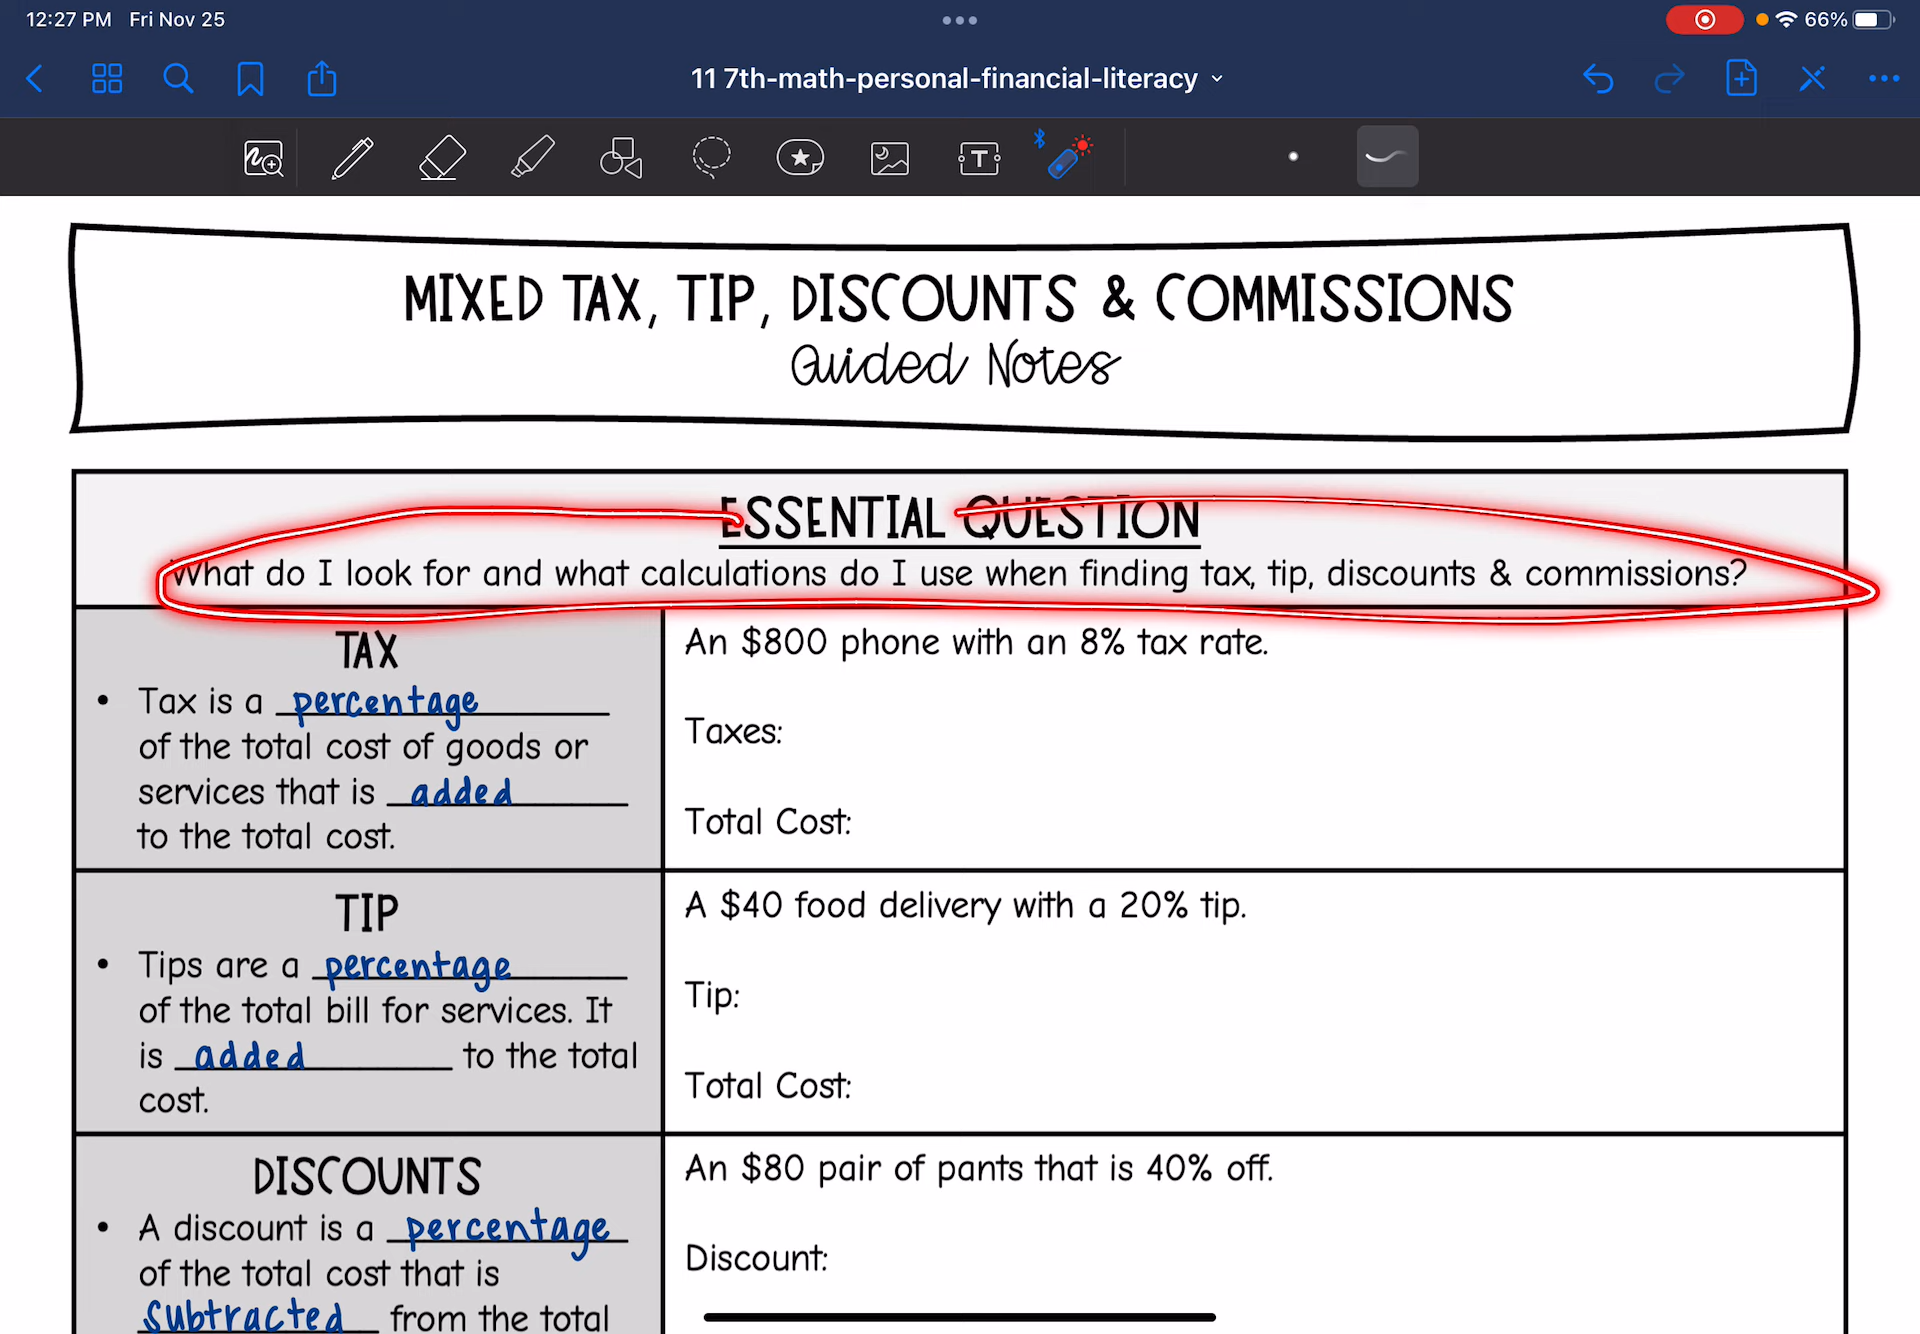 12:27 PM Fri Nov 25
66%
11 7th-math-personal-financial-literacy
T
MIXED TAX, TIP, DISCOUNTS & COMMISSIONS
Guided Notes
ESSENTIAL QUESTION
What do I look for and what calculations do I use when finding tax, tip, discounts & commissions?
TAX
• Tax is a percentage
of the total cost of goods or
services that is added
to the total cost.
An $800 phone with an 8% tax rate.
Taxes:
Total Cost:
TIP
• Tips are a percentage
of the total bill for services. It
is added to the total
cost.
A $40 food delivery with a 20% tip.
Tip:
Total Cost:
DISCOUNTS
• A discount is a percentage
of the total cost that is
subtracted from the total
An $80 pair of pants that is 40% off.
Discount: